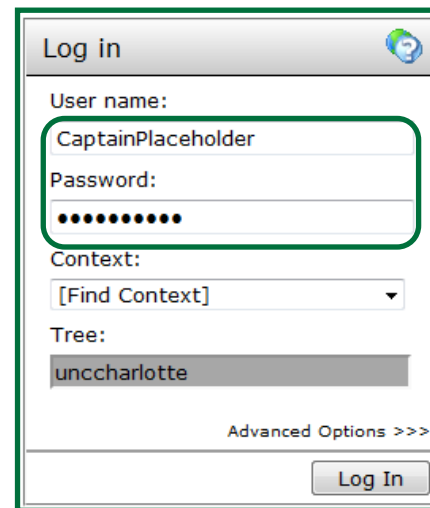 Log in
User name:
CaptainPlaceholder
Password:
••••••••••
Context:
[Find Context]
Tree:
unccharlotte
Advanced Options >>>
Log In